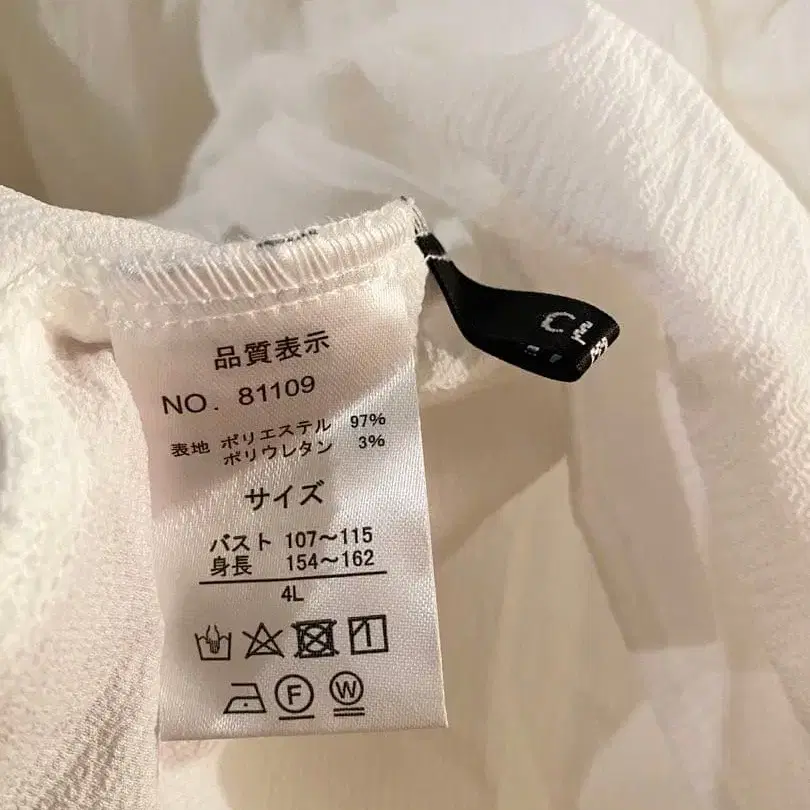 品質表示
NO. 81109
表地 ポリエステル 97%
ポリウレタン 3%
サイズ
バスト 107～115
身長 154～162
4L
F W